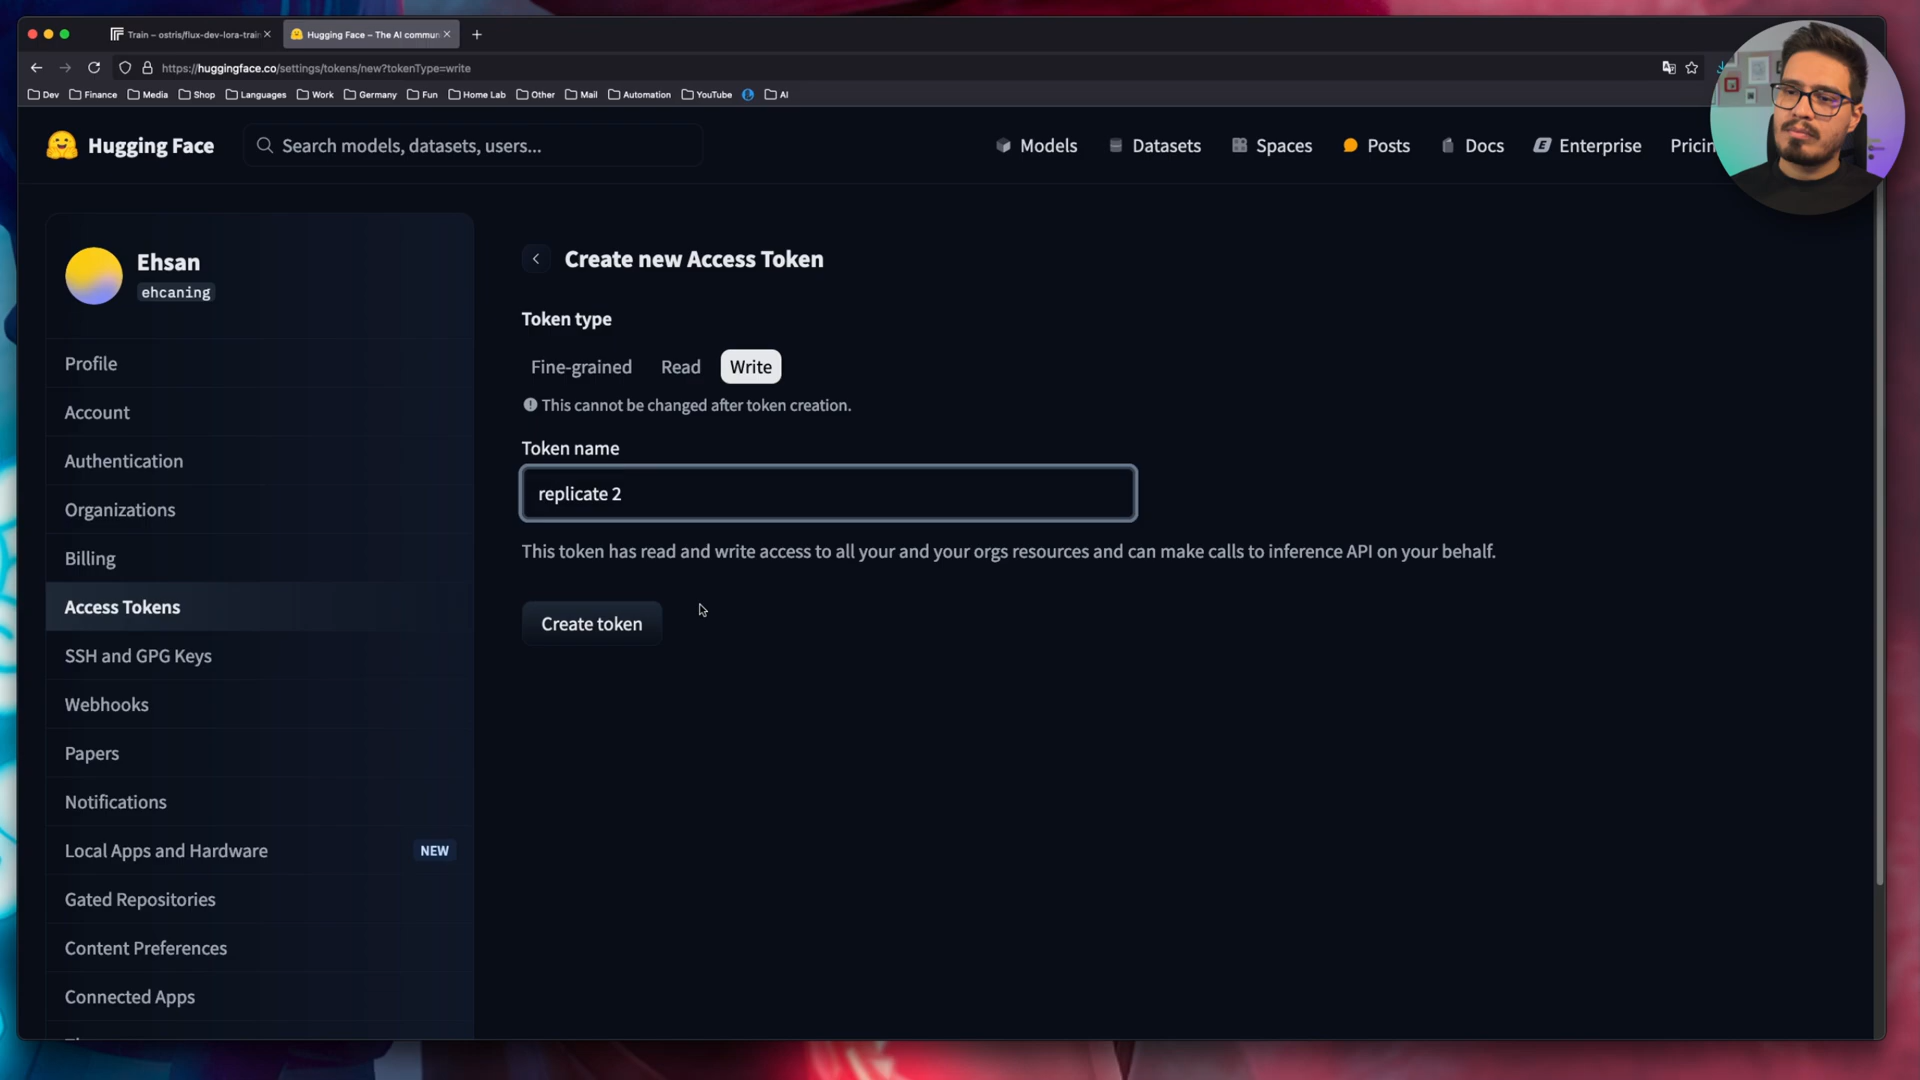 Train – ostris/flux-dev-lora-train
Hugging Face – The AI commun
https://huggingface.co/settings/tokens/new?tokenType=write
Dev Finance Media Shop Languages Work Germany Fun Home Lab Other Mail Automation YouTube AI
Hugging Face
Search models, datasets, users...
Models Datasets Spaces Posts Docs Enterprise Pricin
Ehsan
ehcaning
Profile
Account
Authentication
Organizations
Billing
Access Tokens
SSH and GPG Keys
Webhooks
Papers
Notifications
Local Apps and Hardware NEW
Gated Repositories
Content Preferences
Connected Apps
Create new Access Token
Token type
Fine-grained Read Write
This cannot be changed after token creation.
Token name
replicate 2
This token has read and write access to all your and your orgs resources and can make calls to inference API on your behalf.
Create token